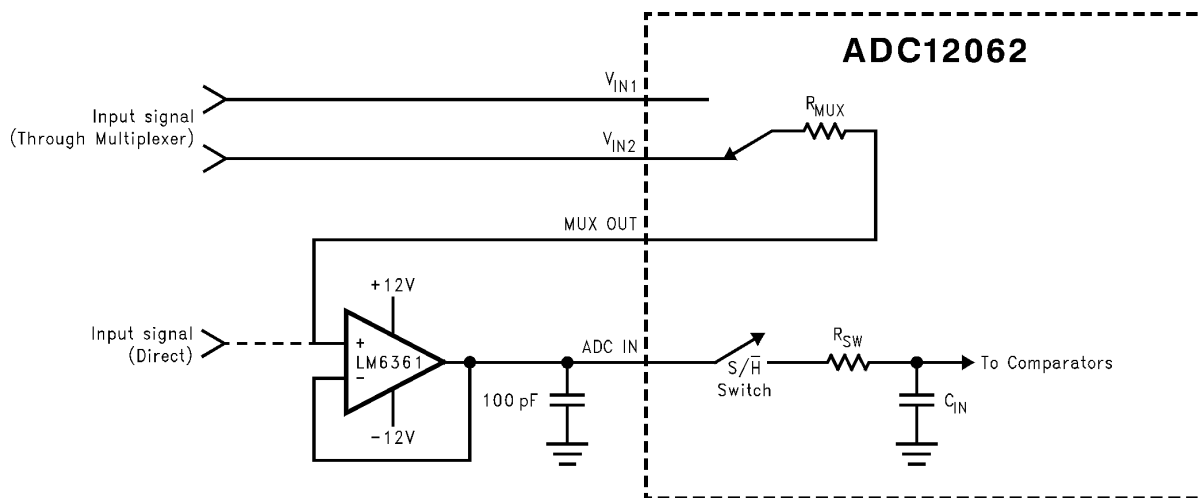 ADC12062
V_IN1
Input signal
(Through Multiplexer)
R_MUX
V_IN2
MUX OUT
+12V
Input signal
(Direct)
+
LM6361
−
−12V
100 pF
ADC IN
S/H̅
Switch
R_SW
To Comparators
C_IN